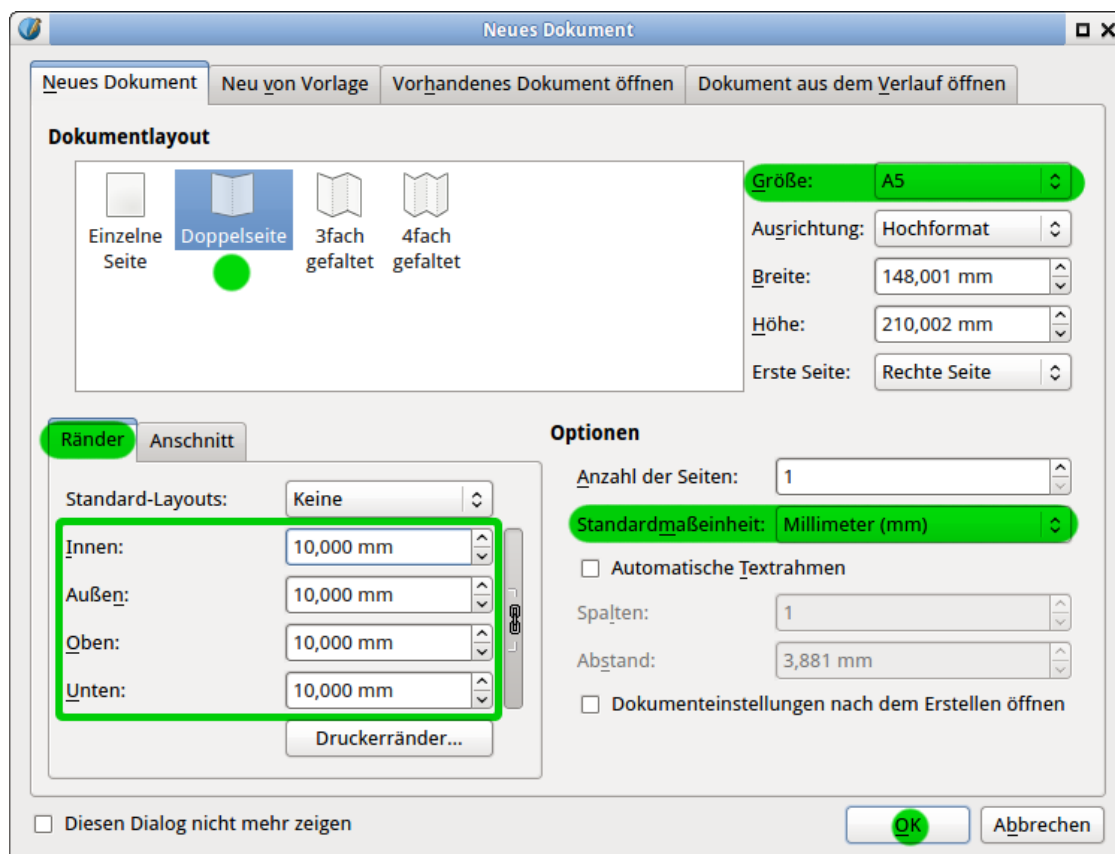 Neues Dokument
Neues Dokument
Neu von Vorlage
Vorhandenes Dokument öffnen
Dokument aus dem Verlauf öffnen
Dokumentlayout
Einzelne
Seite
Doppelseite
3fach
gefaltet
4fach
gefaltet
Größe: A5
Ausrichtung: Hochformat
Breite: 148,001 mm
Höhe: 210,002 mm
Erste Seite: Rechte Seite
Ränder
Anschnitt
Standard-Layouts: Keine
Innen: 10,000 mm
Außen: 10,000 mm
Oben: 10,000 mm
Unten: 10,000 mm
Druckerränder...
Optionen
Anzahl der Seiten: 1
Standardmaßeinheit: Millimeter (mm)
Automatische Textrahmen
Spalten: 1
Abstand: 3,881 mm
Dokumenteinstellungen nach dem Erstellen öffnen
Diesen Dialog nicht mehr zeigen
OK
Abbrechen